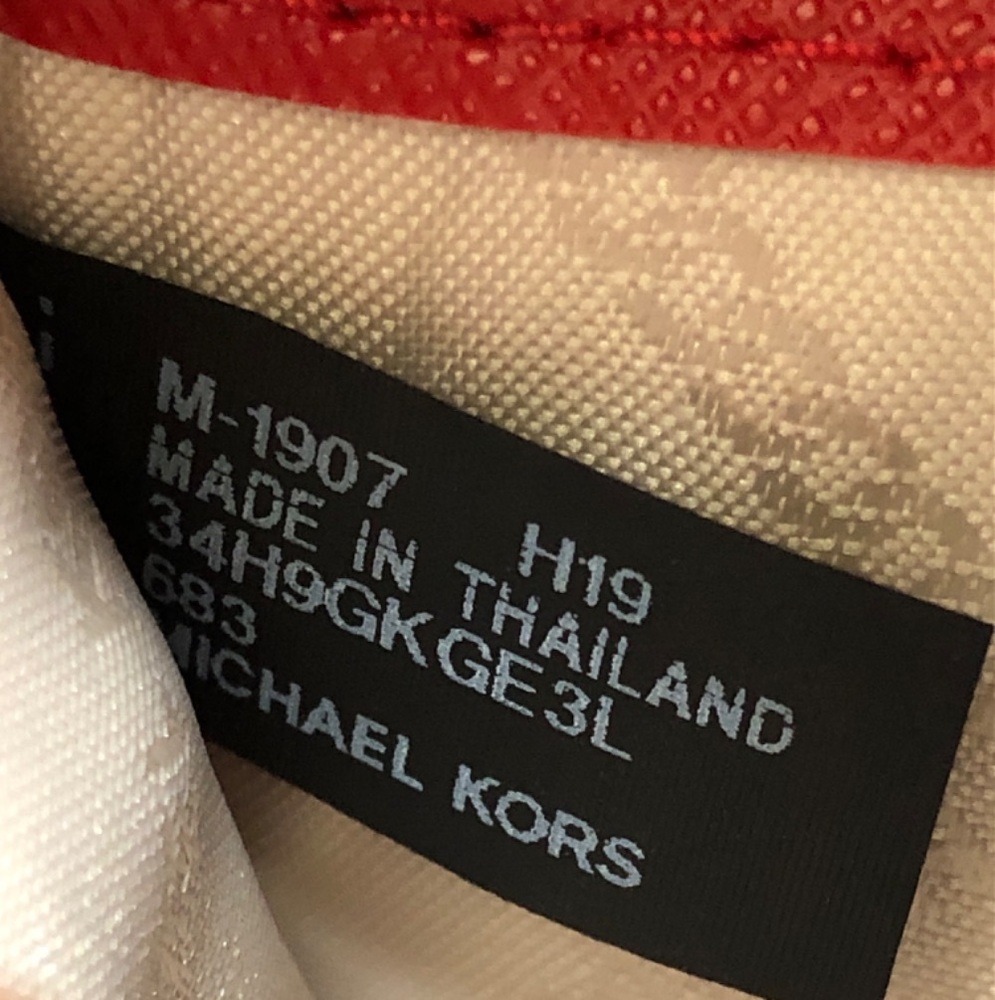 M-1907 H19
MADE IN THAILAND
34H9GKGE3L
683
MICHAEL KORS